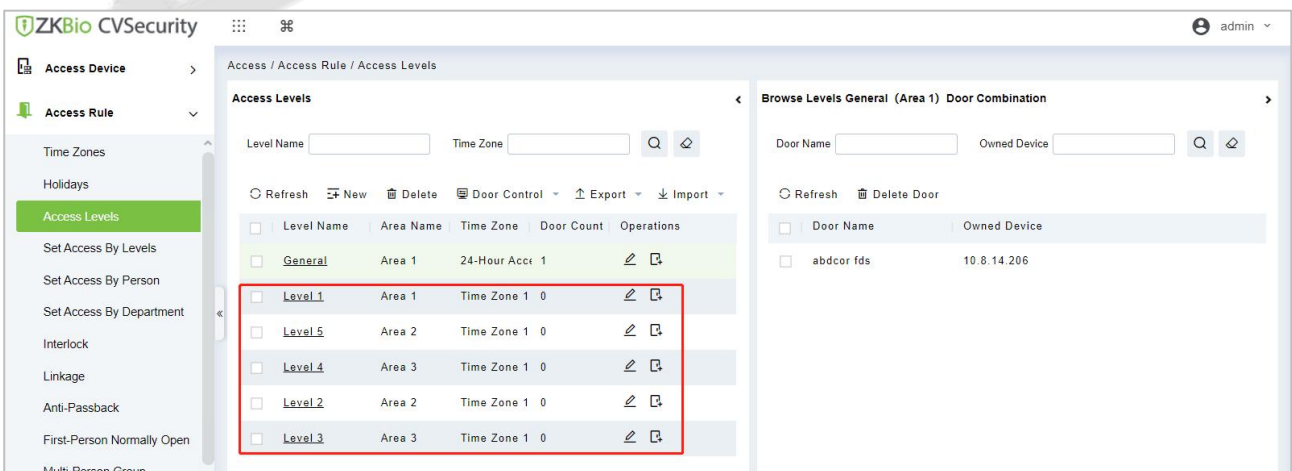 ZKBio CVSecurity
admin
Access Device
Access Rule
Time Zones
Holidays
Access Levels
Set Access By Levels
Set Access By Person
Set Access By Department
Interlock
Linkage
Anti-Passback
First-Person Normally Open
Multi-Person Group
Access / Access Rule / Access Levels
Access Levels
Level Name Time Zone
Refresh New Delete Door Control Export Import
Level Name Area Name Time Zone Door Count Operations
General Area 1 24-Hour Acce 1
Level 1 Area 1 Time Zone 1 0
Level 5 Area 2 Time Zone 1 0
Level 4 Area 3 Time Zone 1 0
Level 2 Area 2 Time Zone 1 0
Level 3 Area 3 Time Zone 1 0
Browse Levels General (Area 1) Door Combination
Door Name Owned Device
Refresh Delete Door
Door Name Owned Device
abdcor fds 10.8.14.206